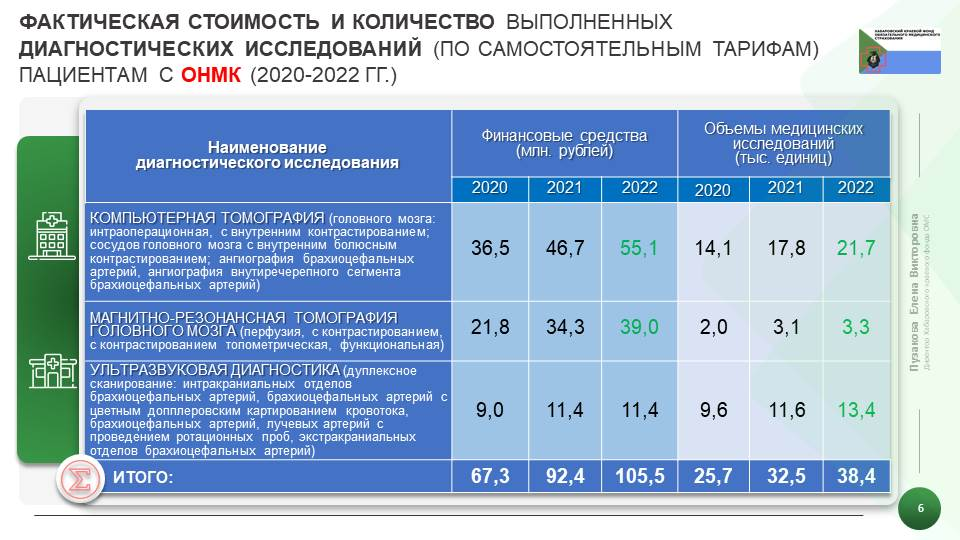 ФАКТИЧЕСКАЯ СТОИМОСТЬ И КОЛИЧЕСТВО ВЫПОЛНЕННЫХ
ДИАГНОСТИЧЕСКИХ ИССЛЕДОВАНИЙ (ПО САМОСТОЯТЕЛЬНЫМ ТАРИФАМ)
ПАЦИЕНТАМ С ОНМК (2020-2022 ГГ.)
ХАБАРОВСКИЙ КРАЕВОЙ ФОНД
ОБЯЗАТЕЛЬНОГО МЕДИЦИНСКОГО
СТРАХОВАНИЯ
Наименование
диагностического исследования
Финансовые средства
(млн. рублей)
Объемы медицинских
исследований
(тыс. единиц)
2020 2021 2022 2020 2021 2022
КОМПЬЮТЕРНАЯ ТОМОГРАФИЯ (головного мозга:
интраоперационная, с внутренним контрастированием;
сосудов головного мозга с внутренним болюсным
контрастированием; ангиография брахиоцефальных
артерий, ангиография внутиречерепного сегмента
брахиоцефальных артерий)
36,5 46,7 55,1 14,1 17,8 21,7
МАГНИТНО-РЕЗОНАНСНАЯ ТОМОГРАФИЯ
ГОЛОВНОГО МОЗГА (перфузия, с контрастированием,
с контрастированием топометрическая, функциональная)
21,8 34,3 39,0 2,0 3,1 3,3
УЛЬТРАЗВУКОВАЯ ДИАГНОСТИКА (дуплексное
сканирование: интракраниальных отделов
брахиоцефальных артерий, брахиоцефальных артерий с
цветным допплеровским картированием кровотока,
брахиоцефальных артерий, лучевых артерий с
проведением ротационных проб, экстракраниальных
отделов брахиоцефальных артерий)
9,0 11,4 11,4 9,6 11,6 13,4
Σ ИТОГО: 67,3 92,4 105,5 25,7 32,5 38,4
Пузакова Елена Викторовна
Директор Хабаровского краевого фонда ОМС
6